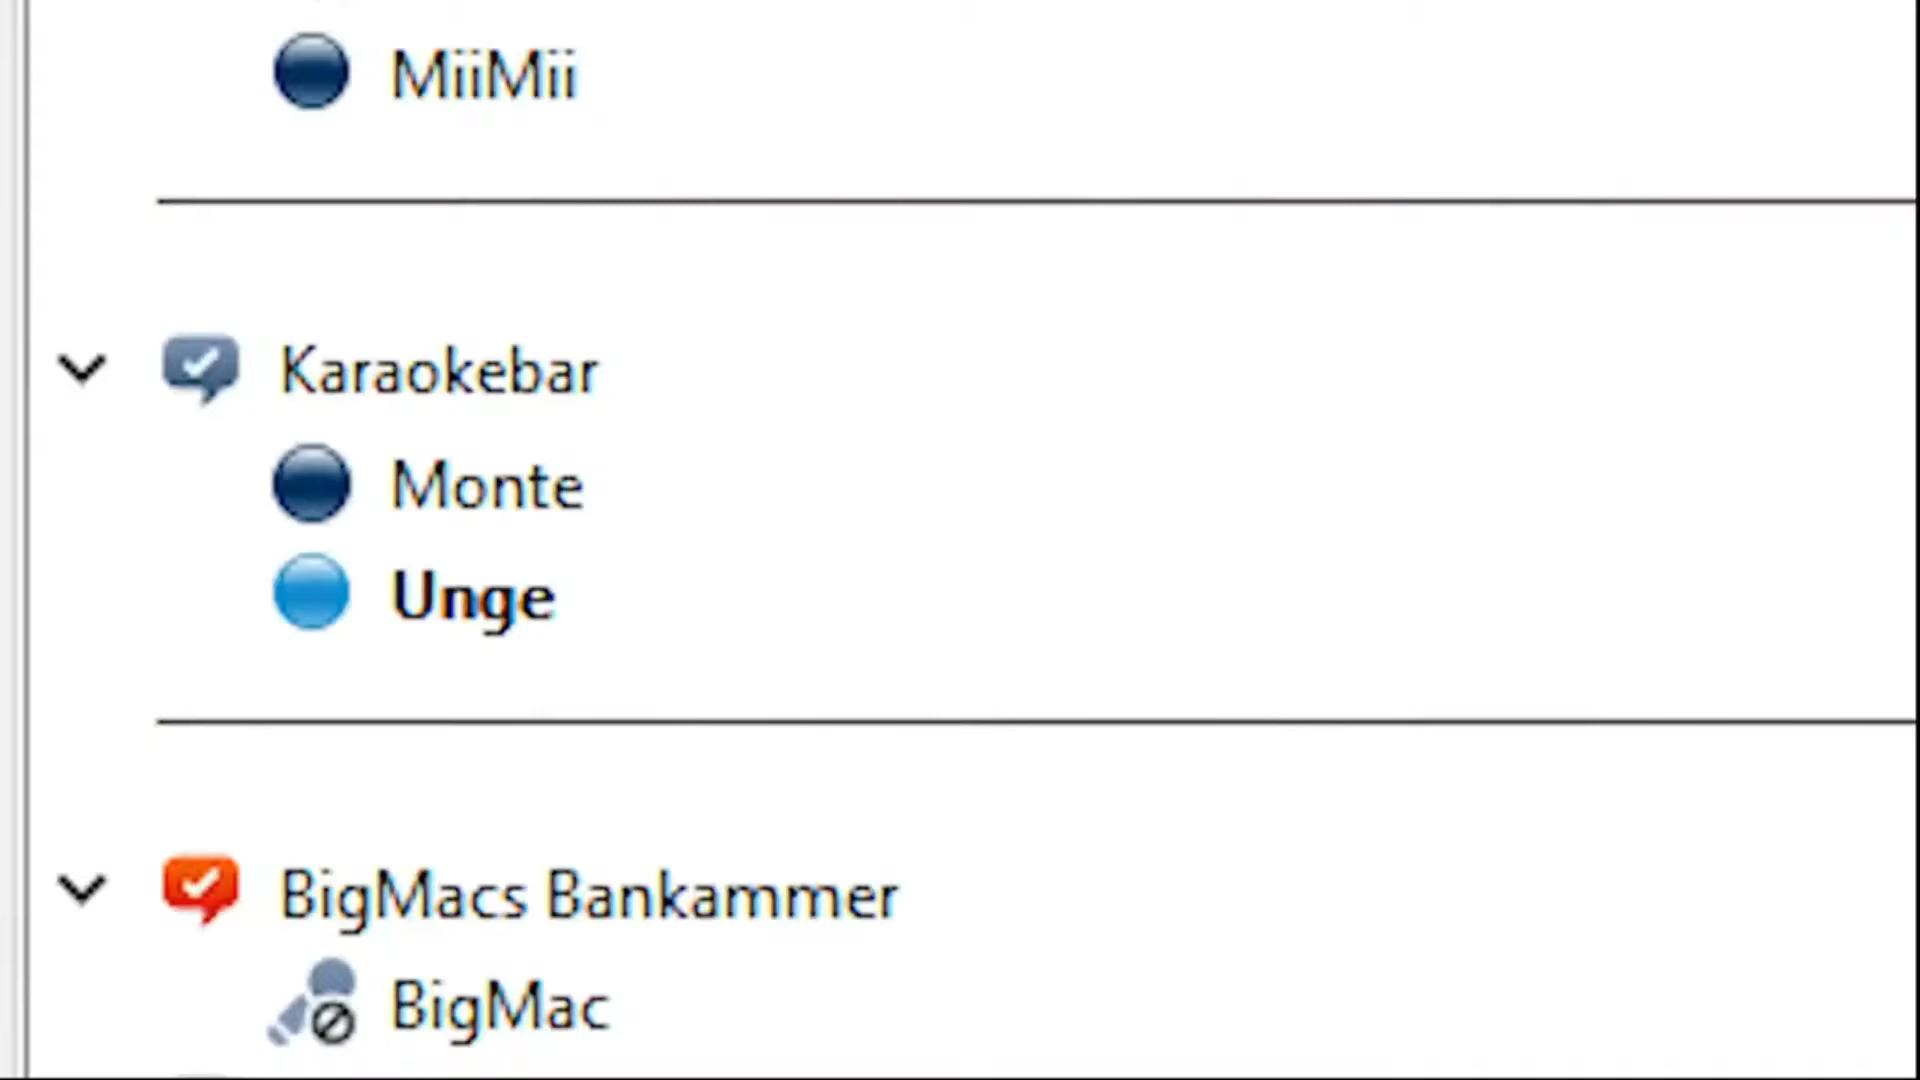 MiiMii
Karaokebar
Monte
Unge
BigMacs Bankammer
BigMac